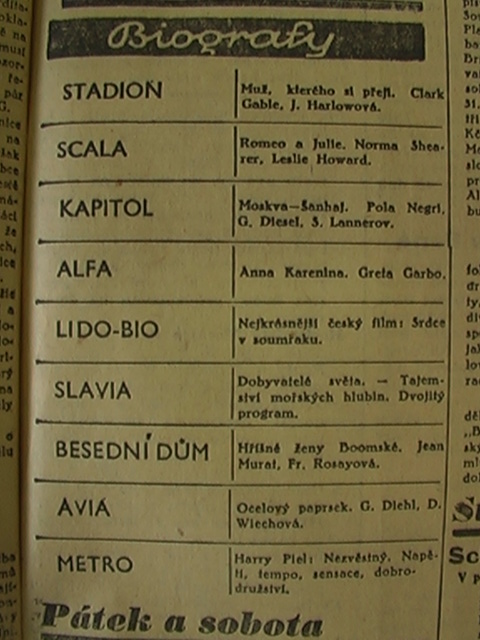 Biografy
STADION
Muž, kterého si přejí. Clark
Gable, J. Harlowová.
SCALA
Romeo a Julie. Norma Shea-
rer, Leslie Howard.
KAPITOL
Moskva—Šanhaj. Pola Negri,
G. Diesel, S. Lannerov.
ALFA
Anna Karenina. Greta Garbo.
LIDO-BIO
Nejkrásnější český film: Srdce
v soumraku.
SLAVIA
Dobyvatelé světa. — Tajem-
ství mořských hlubin. Dvojitý
program.
BESEDNÍ DŮM
Hříšné ženy Boomské. Jean
Murat, Fr. Rosayová.
AVIA
Ocelový paprsek. G. Diehl, D.
Wiechová.
METRO
Harry Piel: Nezvěstný. Napě-
tí, tempo, sensace, dobro-
družství.
Pátek a sobota